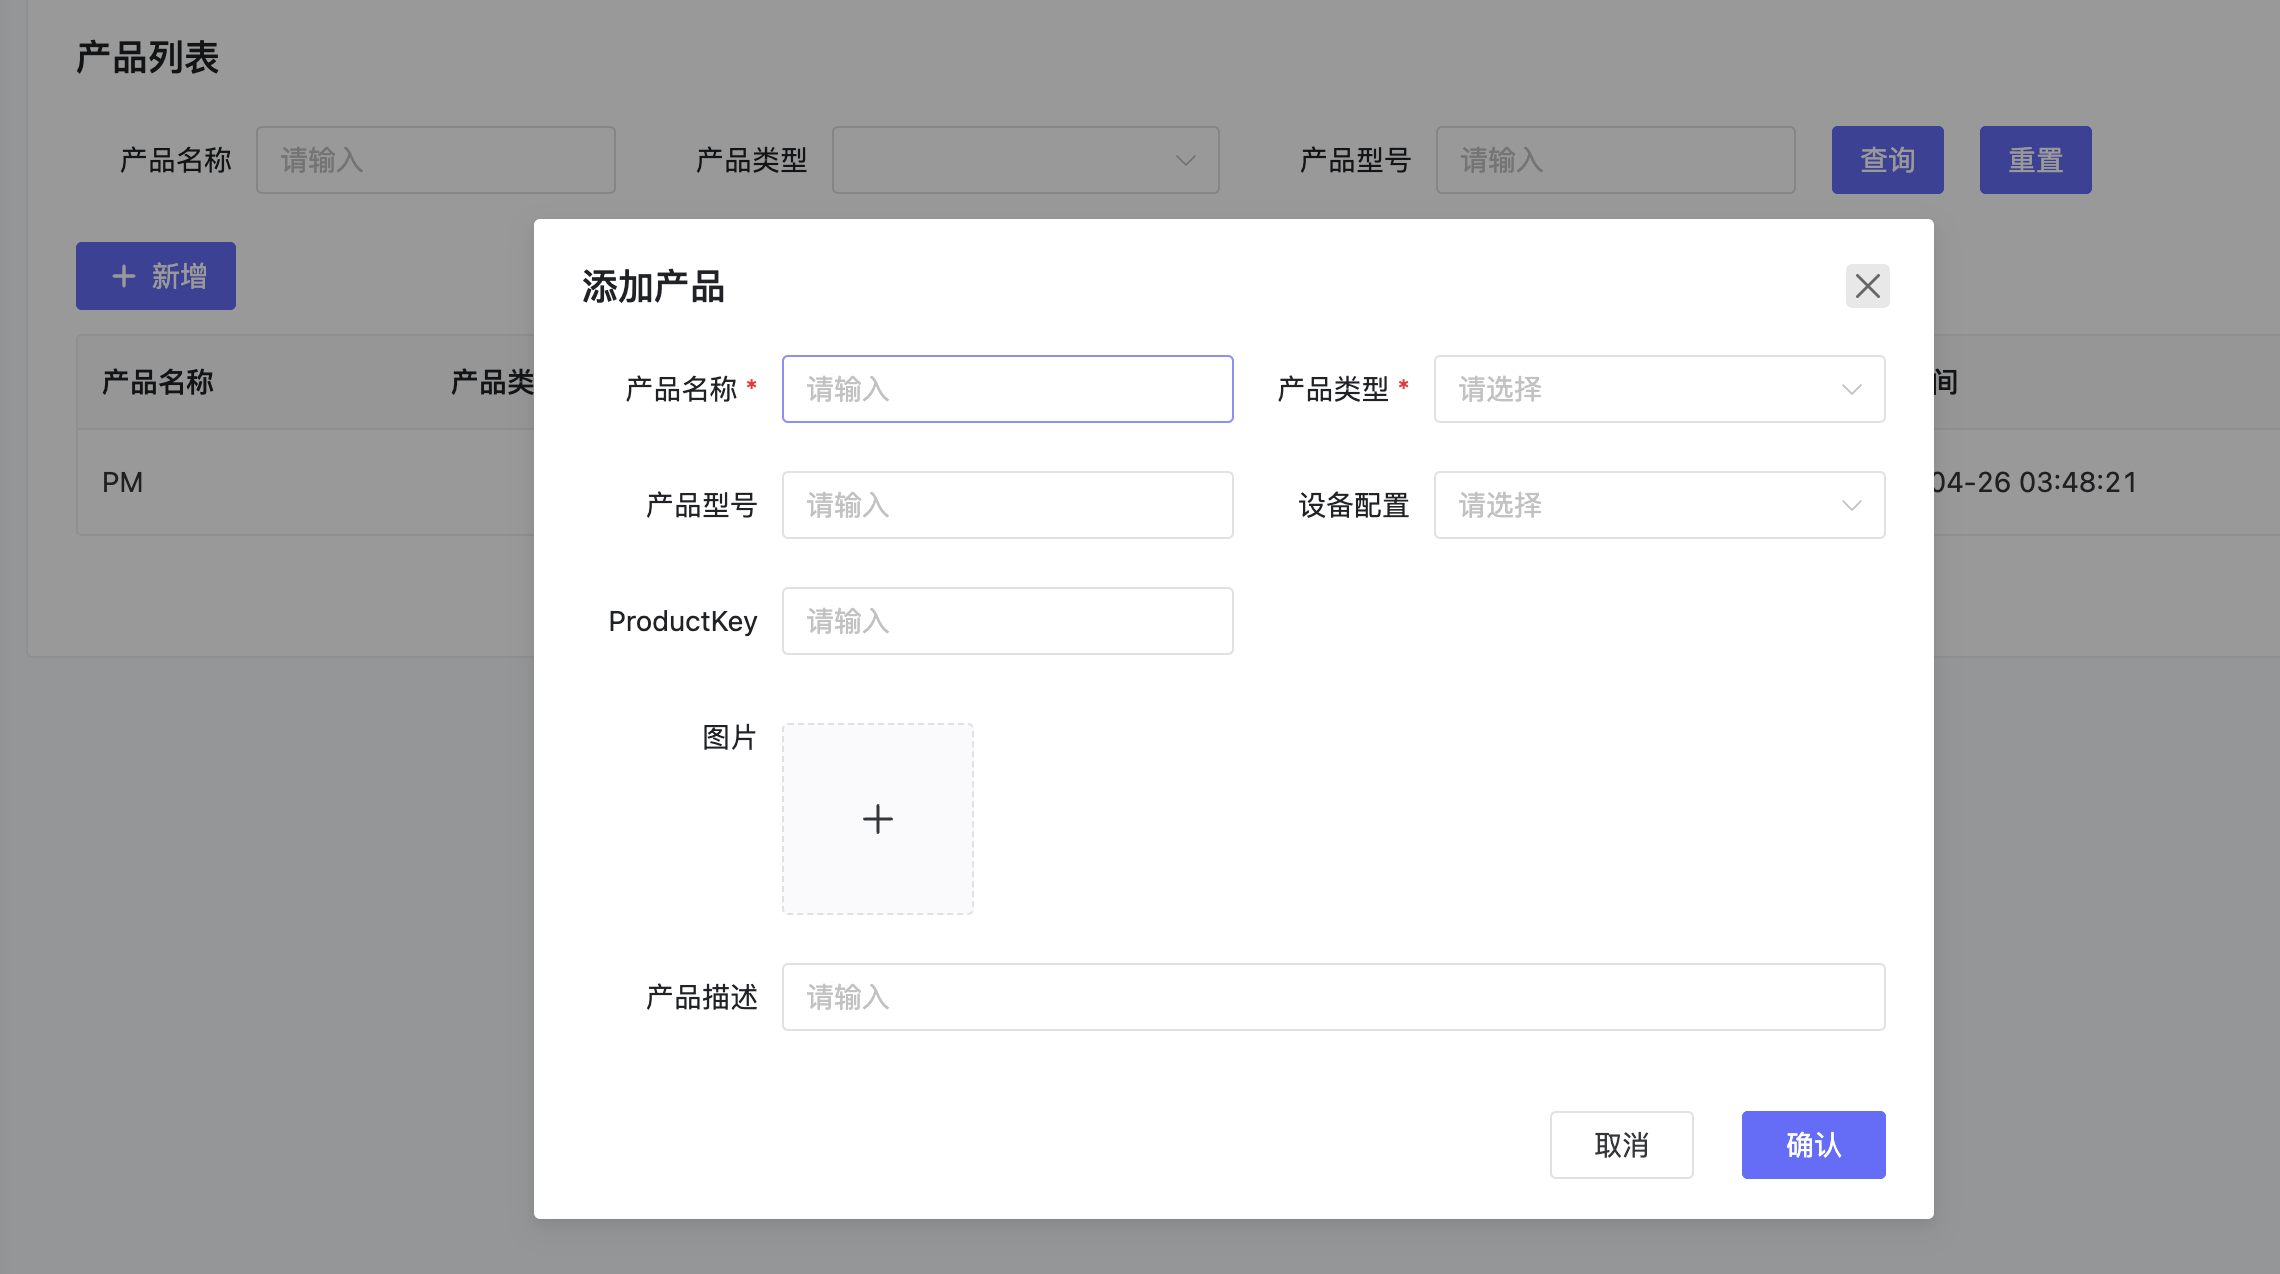 产品列表
产品名称 请输入 产品类型 产品型号 请输入 查询 重置
新增
产品名称 产品类 间
PM 04-26 03:48:21
添加产品
产品名称 * 请输入 产品类型 * 请选择
产品型号 请输入 设备配置 请选择
ProductKey 请输入
图片
产品描述 请输入
取消 确认